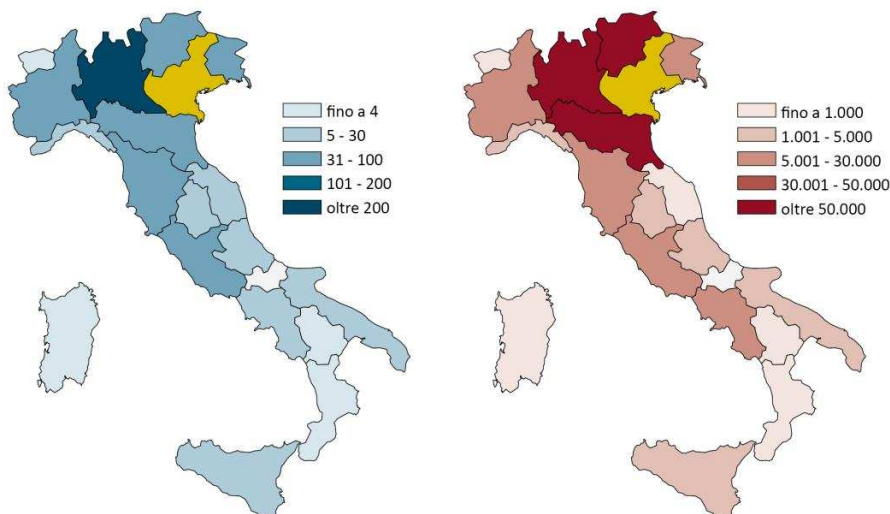 fino a 4
5 - 30
31 - 100
101 - 200
oltre 200
fino a 1.000
1.001 - 5.000
5.001 - 30.000
30.001 - 50.000
oltre 50.000